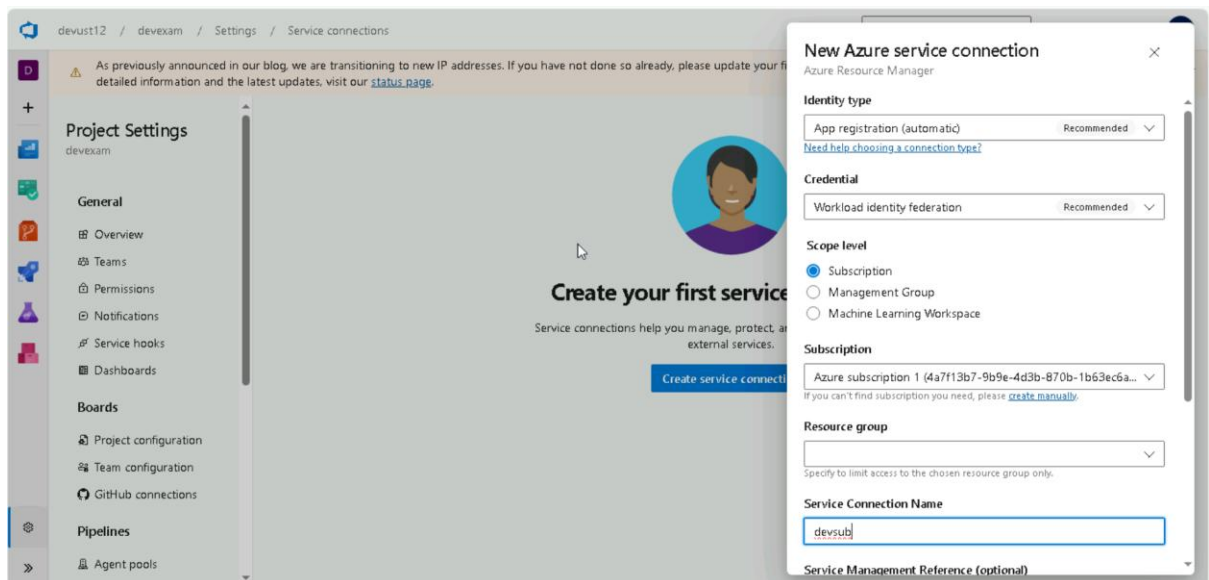 devust12 / devexam / Settings / Service connections
As previously announced in our blog, we are transitioning to new IP addresses. If you have not done so already, please update your fi
detailed information and the latest updates, visit our status page.
D
Project Settings
devexam
General
Overview
Teams
Permissions
Notifications
Service hooks
Dashboards
Boards
Project configuration
Team configuration
GitHub connections
Pipelines
Agent pools
Create your first service
Service connections help you manage, protect, a
external services.
Create service connecti
New Azure service connection
Azure Resource Manager
Identity type
App registration (automatic) Recommended
Need help choosing a connection type?
Credential
Workload identity federation Recommended
Scope level
Subscription
Management Group
Machine Learning Workspace
Subscription
Azure subscription 1 (4a7f13b7-9b9e-4d3b-870b-1b63ec6a...
If you can't find subscription you need, please create manually.
Resource group
Specify to limit access to the chosen resource group only.
Service Connection Name
devsub
Service Management Reference (optional)